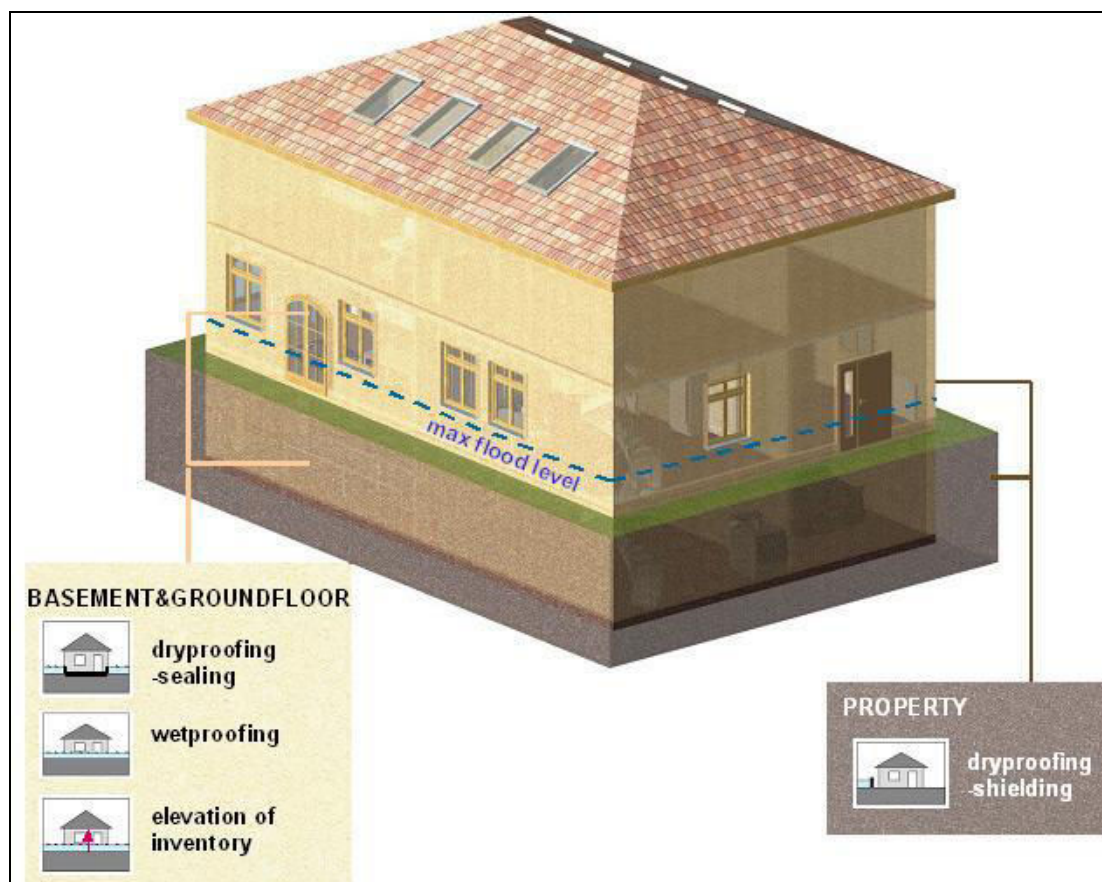 max flood level
BASEMENT&GROUNDFLOOR
dryproofing
-sealing
wetproofing
elevation of
inventory
PROPERTY
dryproofing
-shielding